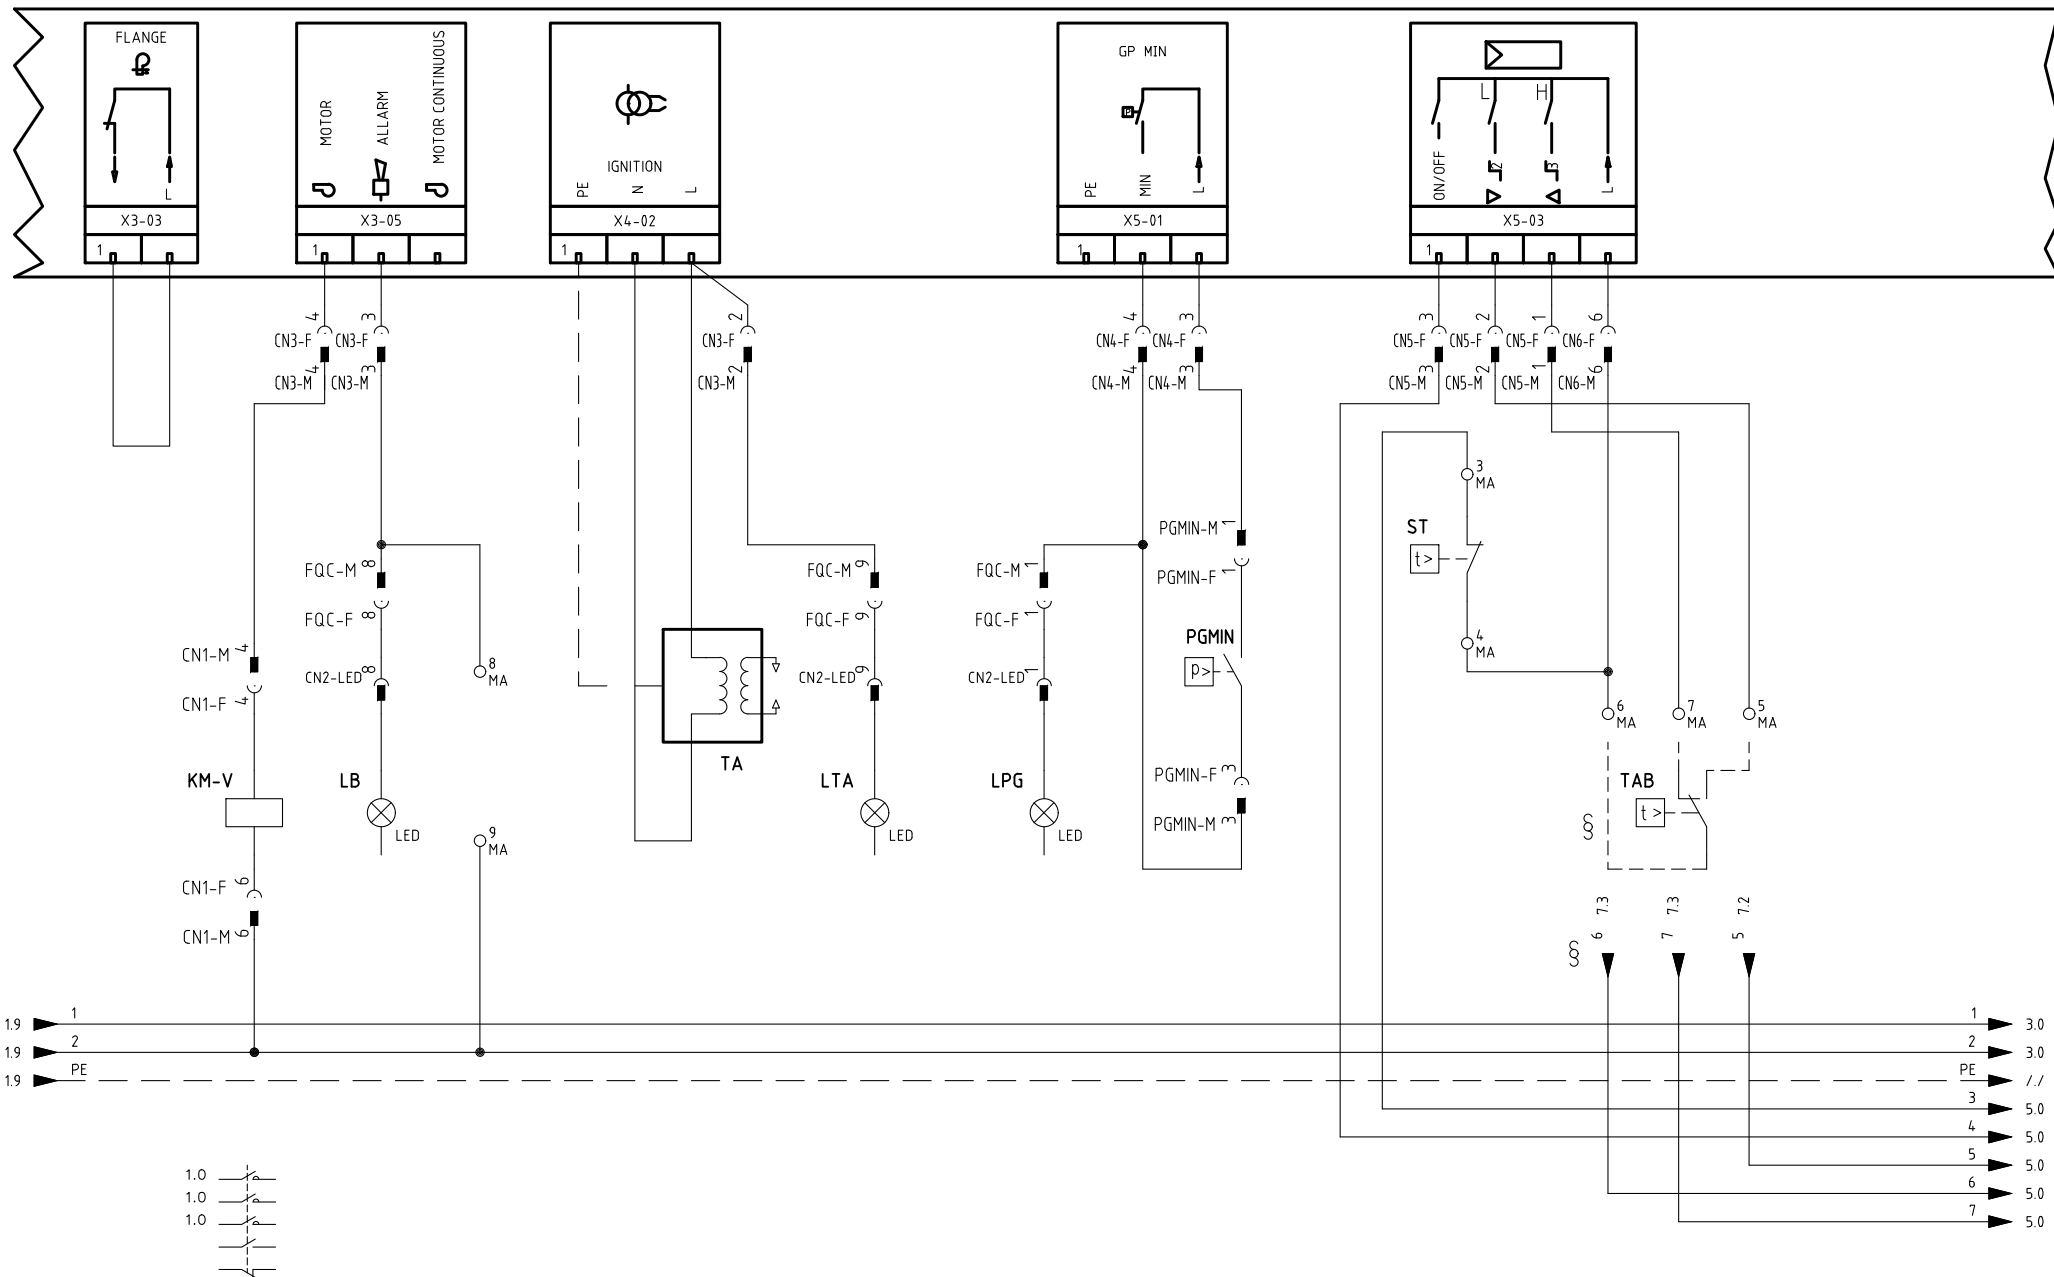 FLANGE
L
X3-03
1
MOTOR
ALLARM
MOTOR CONTINUOUS
X3-05
1
IGNITION
PE
N
L
X4-02
1
GP MIN
P
PE
MIN
L
X5-01
1
L
H
ON/OFF
2
3
L
X5-03
1
4
CN3-F
4
CN3-M
3
CN3-F
3
CN3-M
2
CN3-F
2
CN3-M
4
CN4-F
4
CN4-M
3
CN4-F
3
CN4-M
3
CN5-F
3
CN5-M
2
CN5-F
2
CN5-M
1
CN5-F
1
CN5-M
6
CN6-F
6
CN6-M
3
MA
ST
t>
4
MA
FQC-M 8
FQC-F 8
CN2-LED 8
8
MA
FQC-M 9
FQC-F 9
CN2-LED 9
FQC-M 1
FQC-F 1
CN2-LED 1
PGMIN-M 1
PGMIN-F 1
PGMIN
p>
CN1-M 4
CN1-F 4
6
MA
7
MA
5
MA
TA
KM-V
LB
LED
9
MA
LTA
LED
LPG
LED
PGMIN-F 3
PGMIN-M 3
TAB
t>
§
CN1-F 6
CN1-M 6
7.3
7.3
7.2
§
6
7
5
1.9
1
1
3.0
1.9
2
2
3.0
1.9
PE
PE
/./
3
5.0
4
5.0
5
5.0
6
5.0
7
5.0
1.0
1.0
1.0